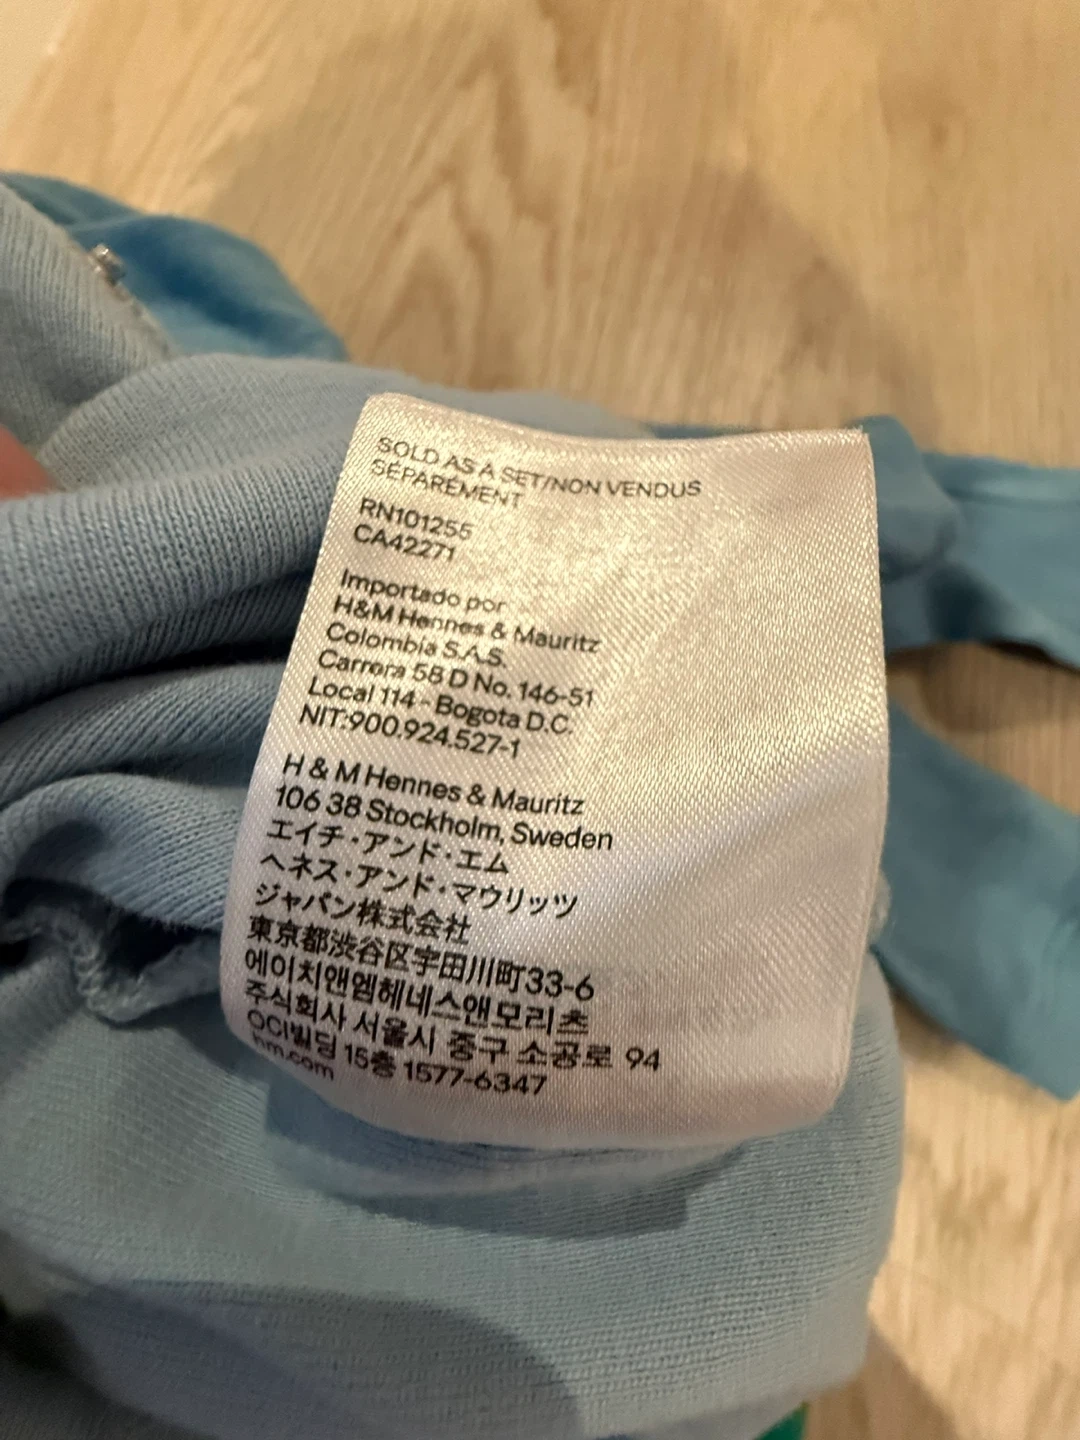 SOLD AS A SET/NON VENDUS
SÉPARÉMENT
RN101255
CA42271
Importado por
H&M Hennes & Mauritz
Colombia S.A.S.
Carrera 58 D No. 146-51
Local 114 - Bogota D.C.
NIT:900.924.527-1
H & M Hennes & Mauritz
106 38 Stockholm, Sweden
エイチ・アンド・エム
ヘネス・アンド・マウリッツ
ジャパン株式会社
東京都渋谷区宇田川町33-6
에이치앤엠헤네스앤모리츠
주식회사 서울시 중구 소공로 94
OCI빌딩 15층 1577-6347
hm.com